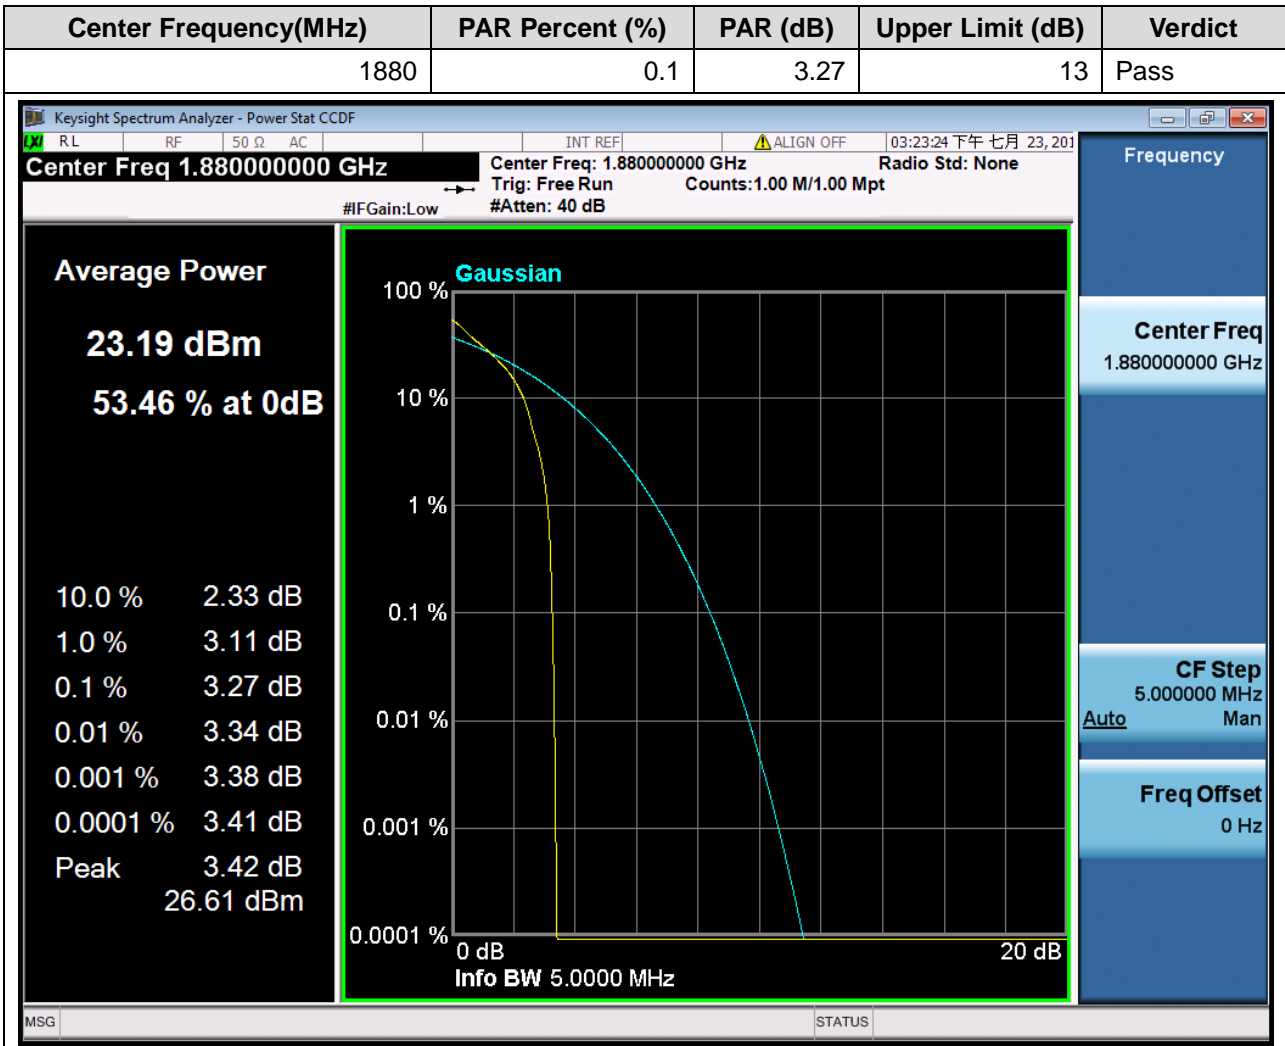 Center Frequency(MHz) PAR Percent (%) PAR (dB) Upper Limit (dB) Verdict
1880 0.1 3.27 13 Pass
Keysight Spectrum Analyzer - Power Stat CCDF
LXI RL RF 50 Ω AC INT REF ALIGN OFF 03:23:24 下午 七月 23, 201
Center Freq 1.880000000 GHz
Center Freq: 1.880000000 GHz Radio Std: None
Trig: Free Run Counts:1.00 M/1.00 Mpt
#IFGain:Low #Atten: 40 dB
Average Power
23.19 dBm
53.46 % at 0dB
10.0 % 2.33 dB
1.0 % 3.11 dB
0.1 % 3.27 dB
0.01 % 3.34 dB
0.001 % 3.38 dB
0.0001 % 3.41 dB
Peak 3.42 dB
26.61 dBm
Gaussian
100 %
10 %
1 %
0.1 %
0.01 %
0.001 %
0.0001 %
0 dB 20 dB
Info BW 5.0000 MHz
Frequency
Center Freq
1.880000000 GHz
CF Step
5.000000 MHz
Auto Man
Freq Offset
0 Hz
MSG STATUS